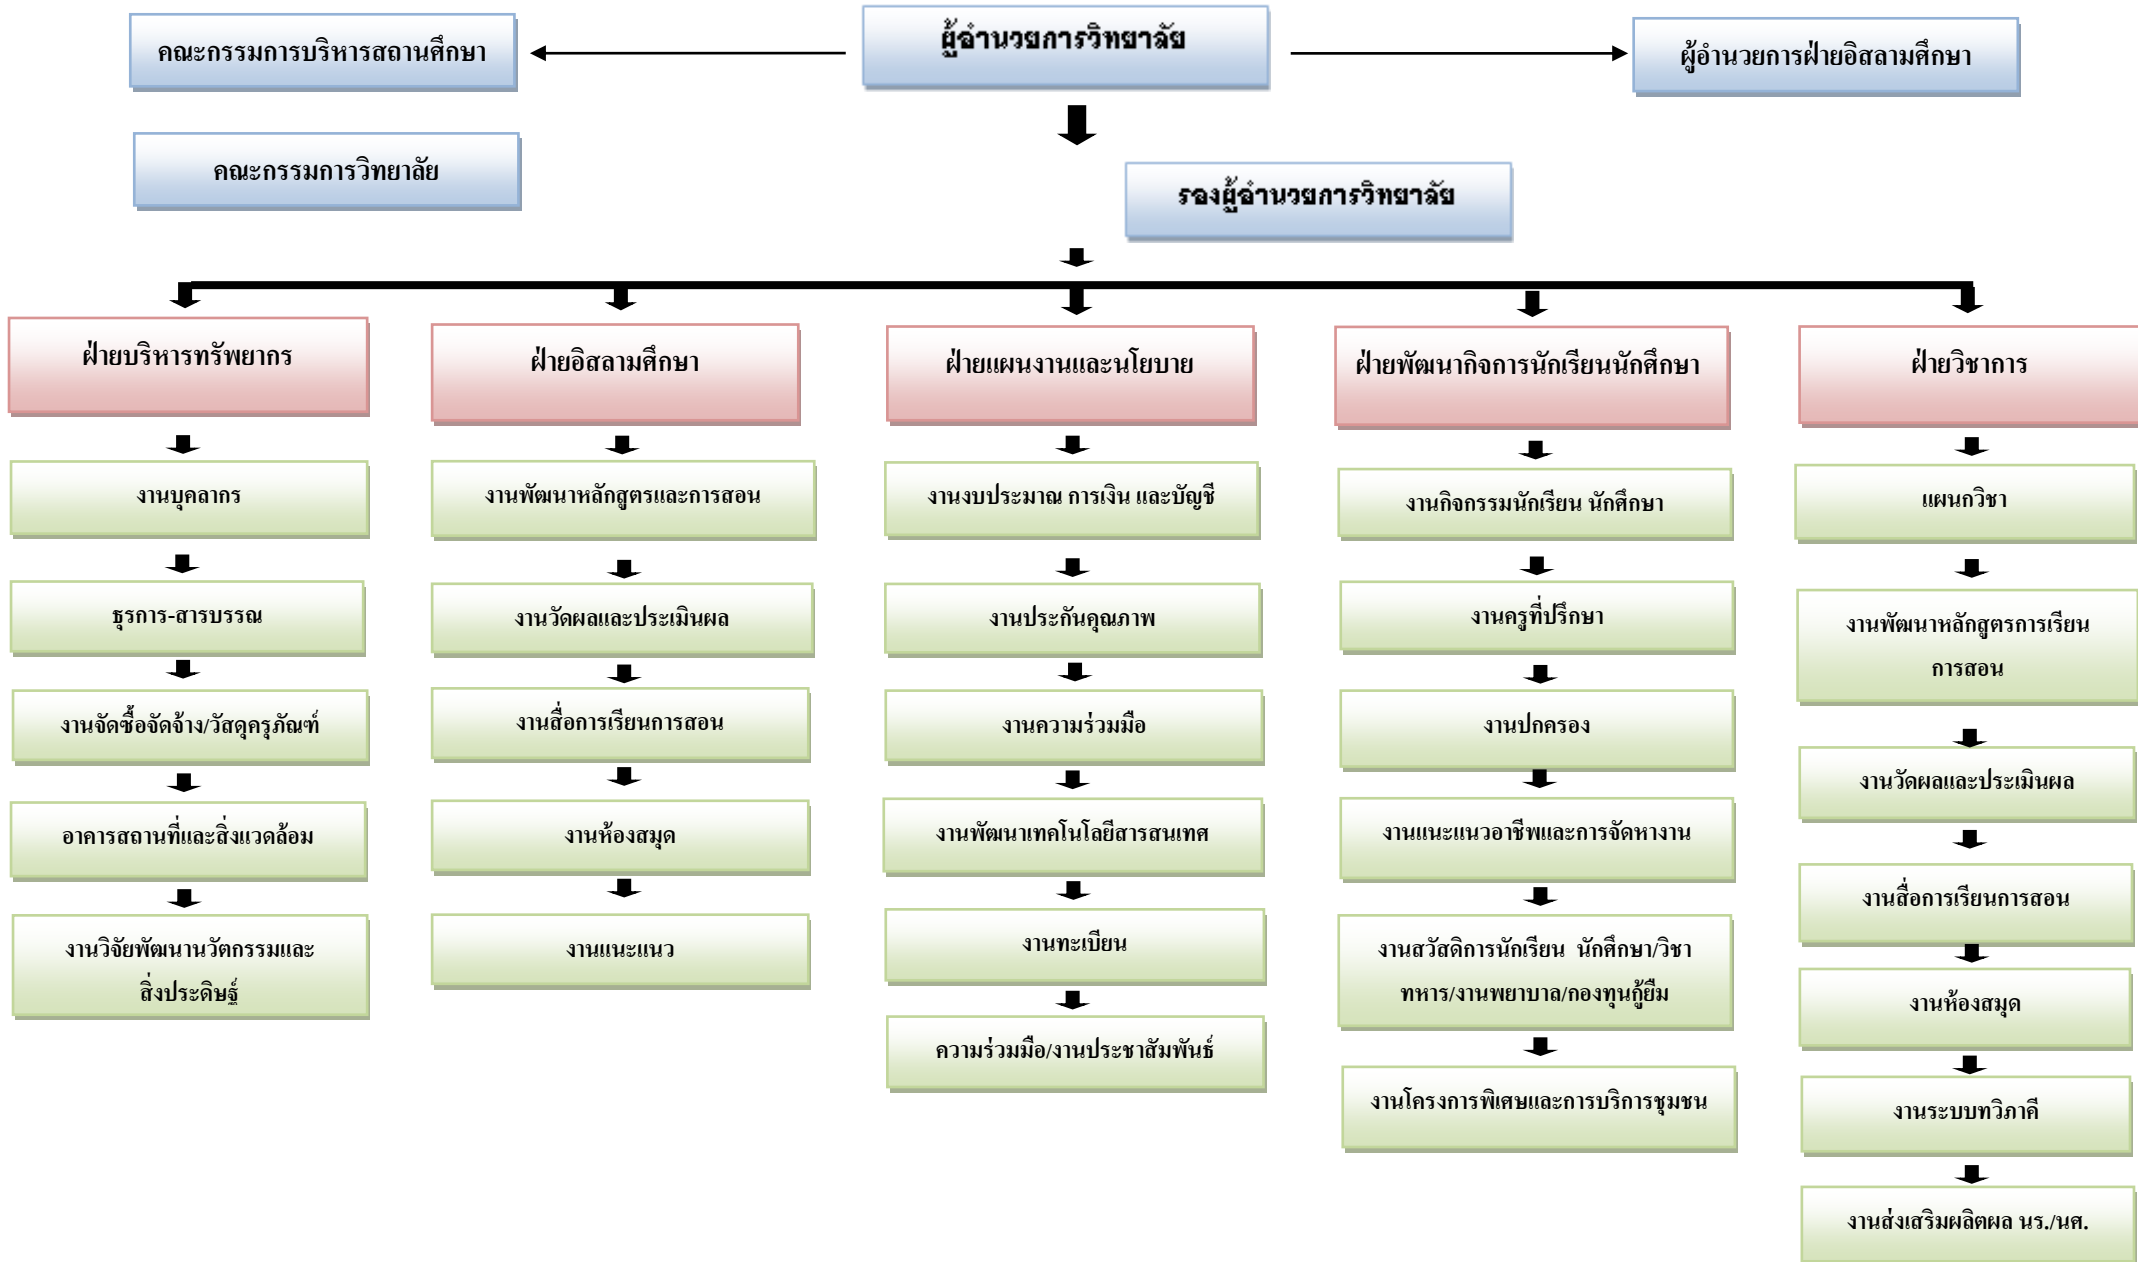 คณะกรรมการบริหารสถานศึกษา
ผู้อำนวยการวิทยาลัย
ผู้อำนวยการฝ่ายอิสลามศึกษา
คณะกรรมการวิทยาลัย
รองผู้อำนวยการวิทยาลัย
ฝ่ายบริหารทรัพยากร
งานบุคลากร
ธุรการ-สารบรรณ
งานจัดซื้อจัดจ้าง/วัสดุครุภัณฑ์
อาคารสถานที่และสิ่งแวดล้อม
งานวิจัยพัฒนานวัตกรรมและ
สิ่งประดิษฐ์
ฝ่ายอิสลามศึกษา
งานพัฒนาหลักสูตรและการสอน
งานวัดผลและประเมินผล
งานสื่อการเรียนการสอน
งานห้องสมุด
งานแนะแนว
ฝ่ายแผนงานและนโยบาย
งานงบประมาณ การเงิน และบัญชี
งานประกันคุณภาพ
งานความร่วมมือ
งานพัฒนาเทคโนโลยีสารสนเทศ
งานทะเบียน
ความร่วมมือ/งานประชาสัมพันธ์
ฝ่ายพัฒนากิจการนักเรียนนักศึกษา
งานกิจกรรมนักเรียน นักศึกษา
งานครูที่ปรึกษา
งานปกครอง
งานแนะแนวอาชีพและการจัดหางาน
งานสวัสดิการนักเรียน นักศึกษา/วิชา
ทหาร/งานพยาบาล/กองทุนกู้ยืม
งานโครงการพิเศษและการบริการชุมชน
ฝ่ายวิชาการ
แผนกวิชา
งานพัฒนาหลักสูตรการเรียน
การสอน
งานวัดผลและประเมินผล
งานสื่อการเรียนการสอน
งานห้องสมุด
งานระบบทวิภาคี
งานส่งเสริมผลิตผล นร./นศ.